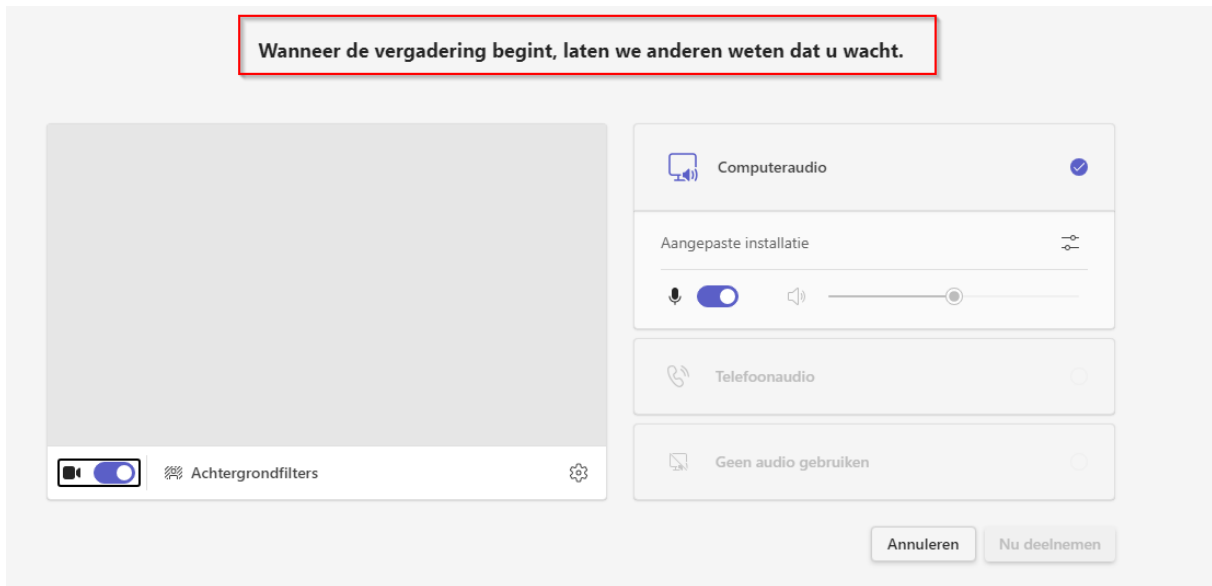 Wanneer de vergadering begint, laten we anderen weten dat u wacht.
Computeraudio
Aangepaste installatie
Telefoonaudio
Geen audio gebruiken
Achtergrondfilters
Annuleren
Nu deelnemen